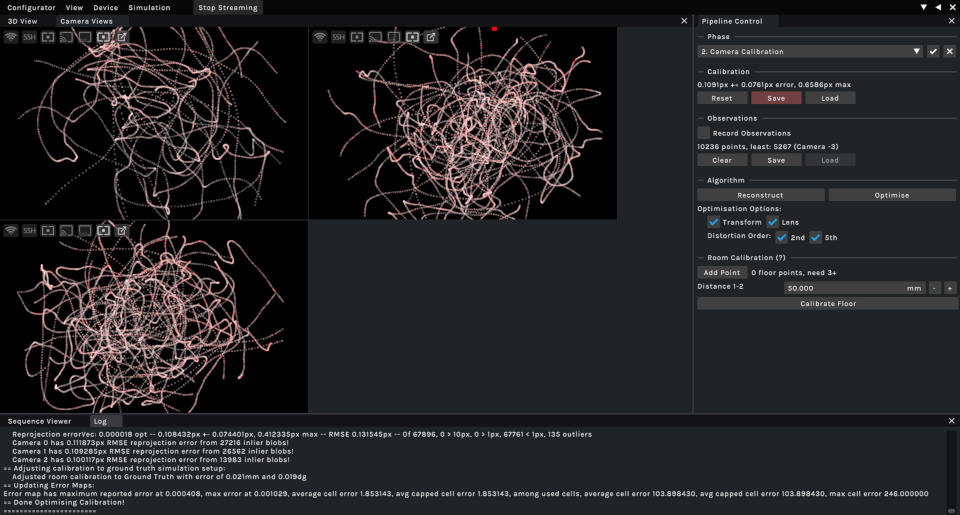 Configurator View Device Simulation Stop Streaming
3D View Camera Views
SSH
SSH
SSH
Pipeline Control
Phase
2. Camera Calibration
Calibration
0.1091px +- 0.0761px error, 0.6586px max
Reset Save Load
Observations
Record Observations
10236 points, least: 5267 (Camera -3)
Clear Save Load
Algorithm
Reconstruct Optimise
Optimisation Options:
Transform Lens
Distortion Order: 2nd 5th
Room Calibration (?)
Add Point 0 floor points, need 3+
Distance 1-2 50.000 mm - +
Calibrate Floor
Sequence Viewer Log
Reprojection errorVec: 0.000018 opt -- 0.108432px +- 0.074401px, 0.412335px max -- RMSE 0.131545px -- Of 67896, 0 > 10px, 0 > 1px, 67761 < 1px, 135 outliers
Camera 0 has 0.111873px RMSE reprojection error from 27216 inlier blobs!
Camera 1 has 0.109285px RMSE reprojection error from 26562 inlier blobs!
Camera 2 has 0.100117px RMSE reprojection error from 13983 inlier blobs!
== Adjusting calibration to ground truth simulation setup:
Adjusted room calibration to Ground Truth with error of 0.021mm and 0.019dg
== Updating Error Maps:
Error map has maximum reported error at 0.000408, max error at 0.001029, average cell error 1.853143, avg capped cell error 1.853143, among used cells, average cell error 103.898430, avg capped cell error 103.898430, max cell error 246.000000
== Done Optimising Calibration!
=======================